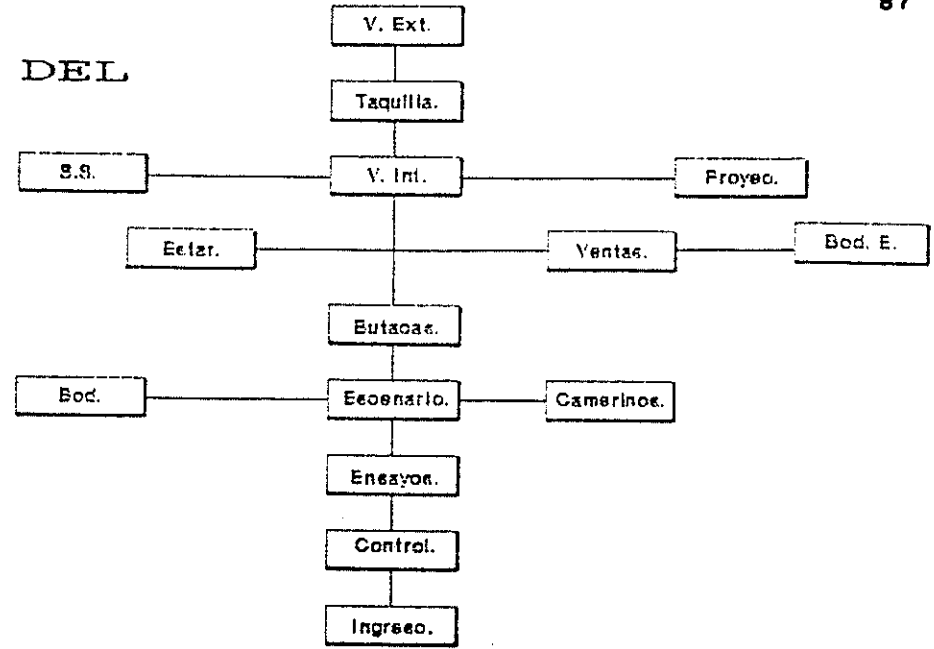 87
V. Ext.
DEL
Taquilla.
S.S. V. Int. Proyec.
Estar. Ventas. Bod. E.
Butacas.
Bod. Escenario. Camerinos.
Ensayos.
Control.
Ingreso.